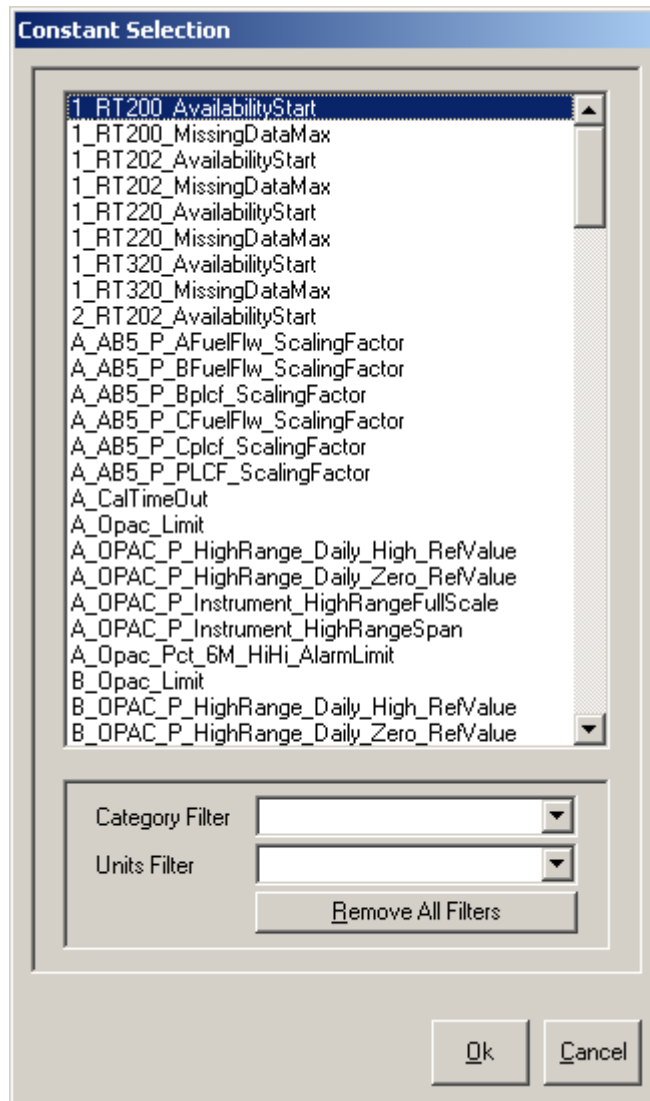 Constant Selection
1_RT200_AvailabilityStart
1_RT200_MissingDataMax
1_RT202_AvailabilityStart
1_RT202_MissingDataMax
1_RT220_AvailabilityStart
1_RT220_MissingDataMax
1_RT320_AvailabilityStart
1_RT320_MissingDataMax
2_RT202_AvailabilityStart
A_AB5_P_AFuelFlw_ScalingFactor
A_AB5_P_BFuelFlw_ScalingFactor
A_AB5_P_Bplcf_ScalingFactor
A_AB5_P_CFuelFlw_ScalingFactor
A_AB5_P_Cplcf_ScalingFactor
A_AB5_P_PLCF_ScalingFactor
A_CalTimeOut
A_Opac_Limit
A_OPAC_P_HighRange_Daily_High_RefValue
A_OPAC_P_HighRange_Daily_Zero_RefValue
A_OPAC_P_Instrument_HighRangeFullScale
A_OPAC_P_Instrument_HighRangeSpan
A_Opac_Pct_6M_HiHi_AlarmLimit
B_Opac_Limit
B_OPAC_P_HighRange_Daily_High_RefValue
B_OPAC_P_HighRange_Daily_Zero_RefValue
Category Filter
Units Filter
Remove All Filters
Ok Cancel